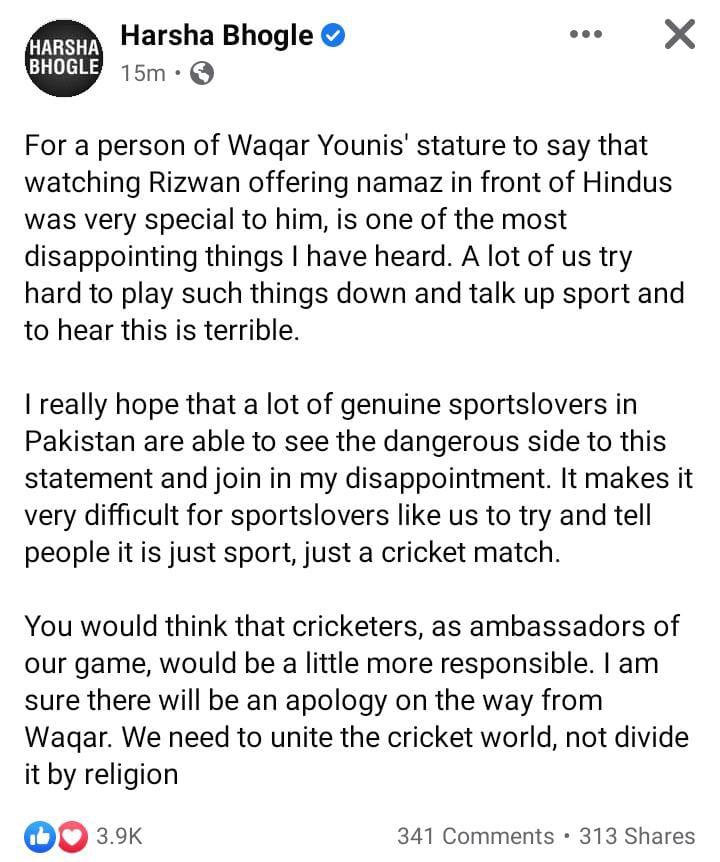 HARSHA
BHOGLE
Harsha Bhogle
15m •
For a person of Waqar Younis' stature to say that
watching Rizwan offering namaz in front of Hindus
was very special to him, is one of the most
disappointing things I have heard. A lot of us try
hard to play such things down and talk up sport and
to hear this is terrible.
I really hope that a lot of genuine sportslovers in
Pakistan are able to see the dangerous side to this
statement and join in my disappointment. It makes it
very difficult for sportslovers like us to try and tell
people it is just sport, just a cricket match.
You would think that cricketers, as ambassadors of
our game, would be a little more responsible. I am
sure there will be an apology on the way from
Waqar. We need to unite the cricket world, not divide
it by religion
3.9K 341 Comments • 313 Shares